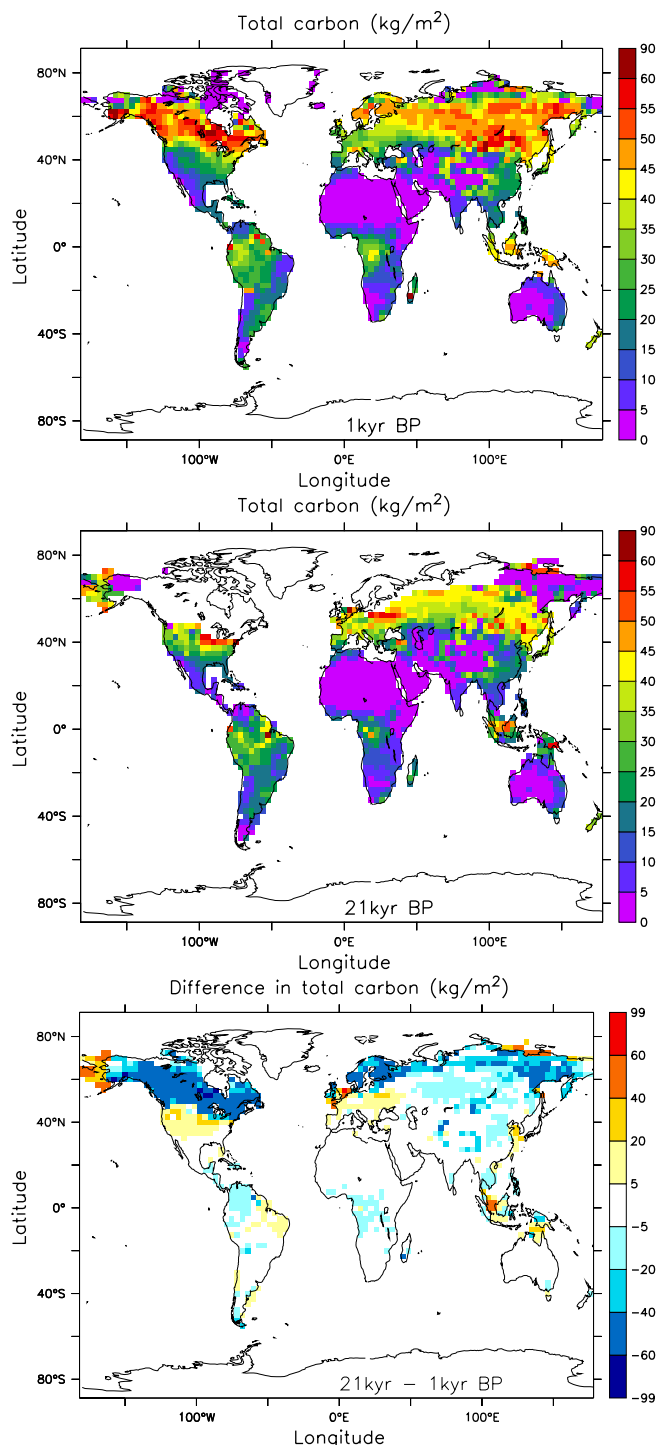 Total carbon (kg/m²)
80°N
40°N
0°
40°S
80°S
Latitude
1kyr BP
100°W
0°E
100°E
Longitude
90
60
55
50
45
40
35
30
25
20
15
10
5
0
Total carbon (kg/m²)
80°N
40°N
0°
40°S
80°S
Latitude
21kyr BP
100°W
0°E
100°E
Longitude
90
60
55
50
45
40
35
30
25
20
15
10
5
0
Difference in total carbon (kg/m²)
80°N
40°N
0°
40°S
80°S
Latitude
21kyr − 1kyr BP
100°W
0°E
100°E
Longitude
99
60
40
20
5
−5
−20
−40
−60
−99